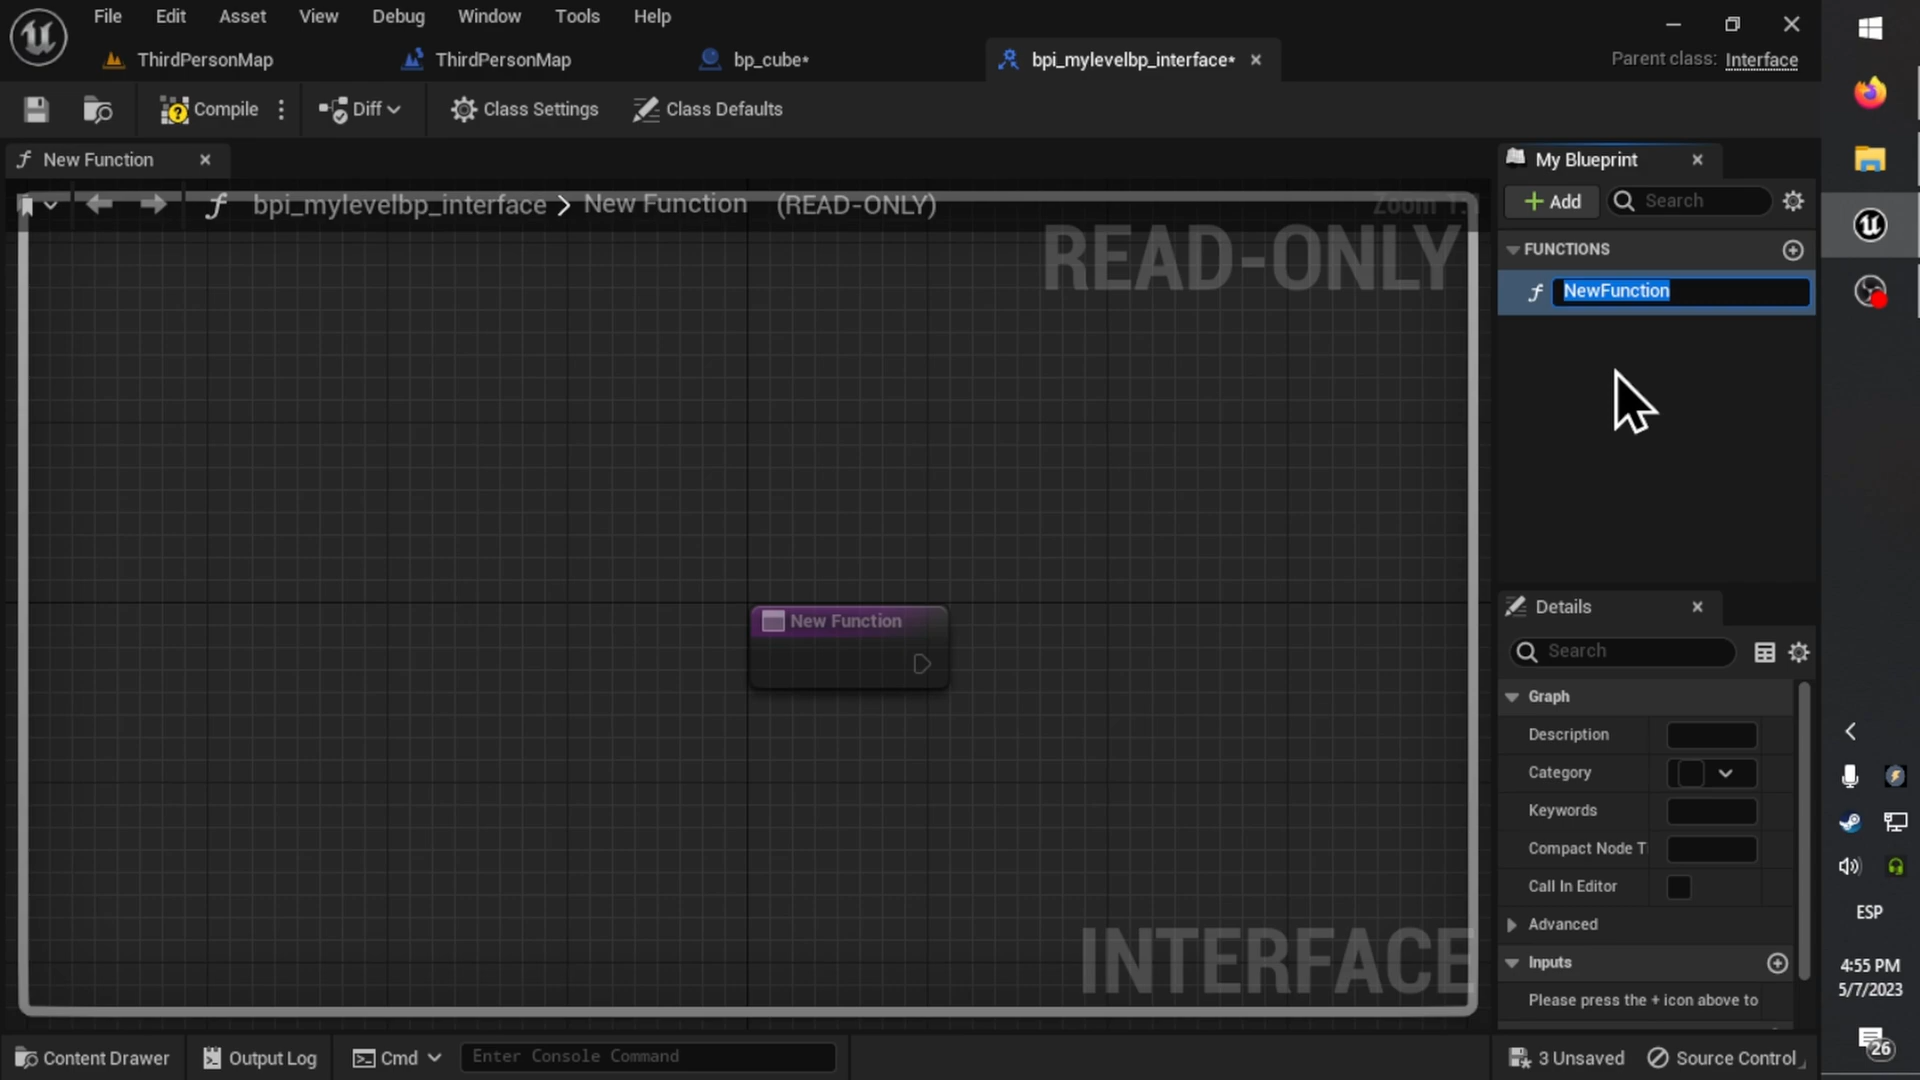 File Edit Asset View Debug Window Tools Help
ThirdPersonMap ThirdPersonMap bp_cube* bpi_mylevelbp_interface* Parent class: Interface
Compile Diff Class Settings Class Defaults
New Function
bpi_mylevelbp_interface > New Function (READ-ONLY)
READ-ONLY
New Function
INTERFACE
My Blueprint
Add Search
FUNCTIONS
NewFunction
Details
Search
Graph
Description
Category
Keywords
Compact Node T
Call In Editor
Advanced
Inputs
Please press the + icon above to
Content Drawer Output Log Cmd Enter Console Command 3 Unsaved Source Control
ESP
4:55 PM
5/7/2023
26